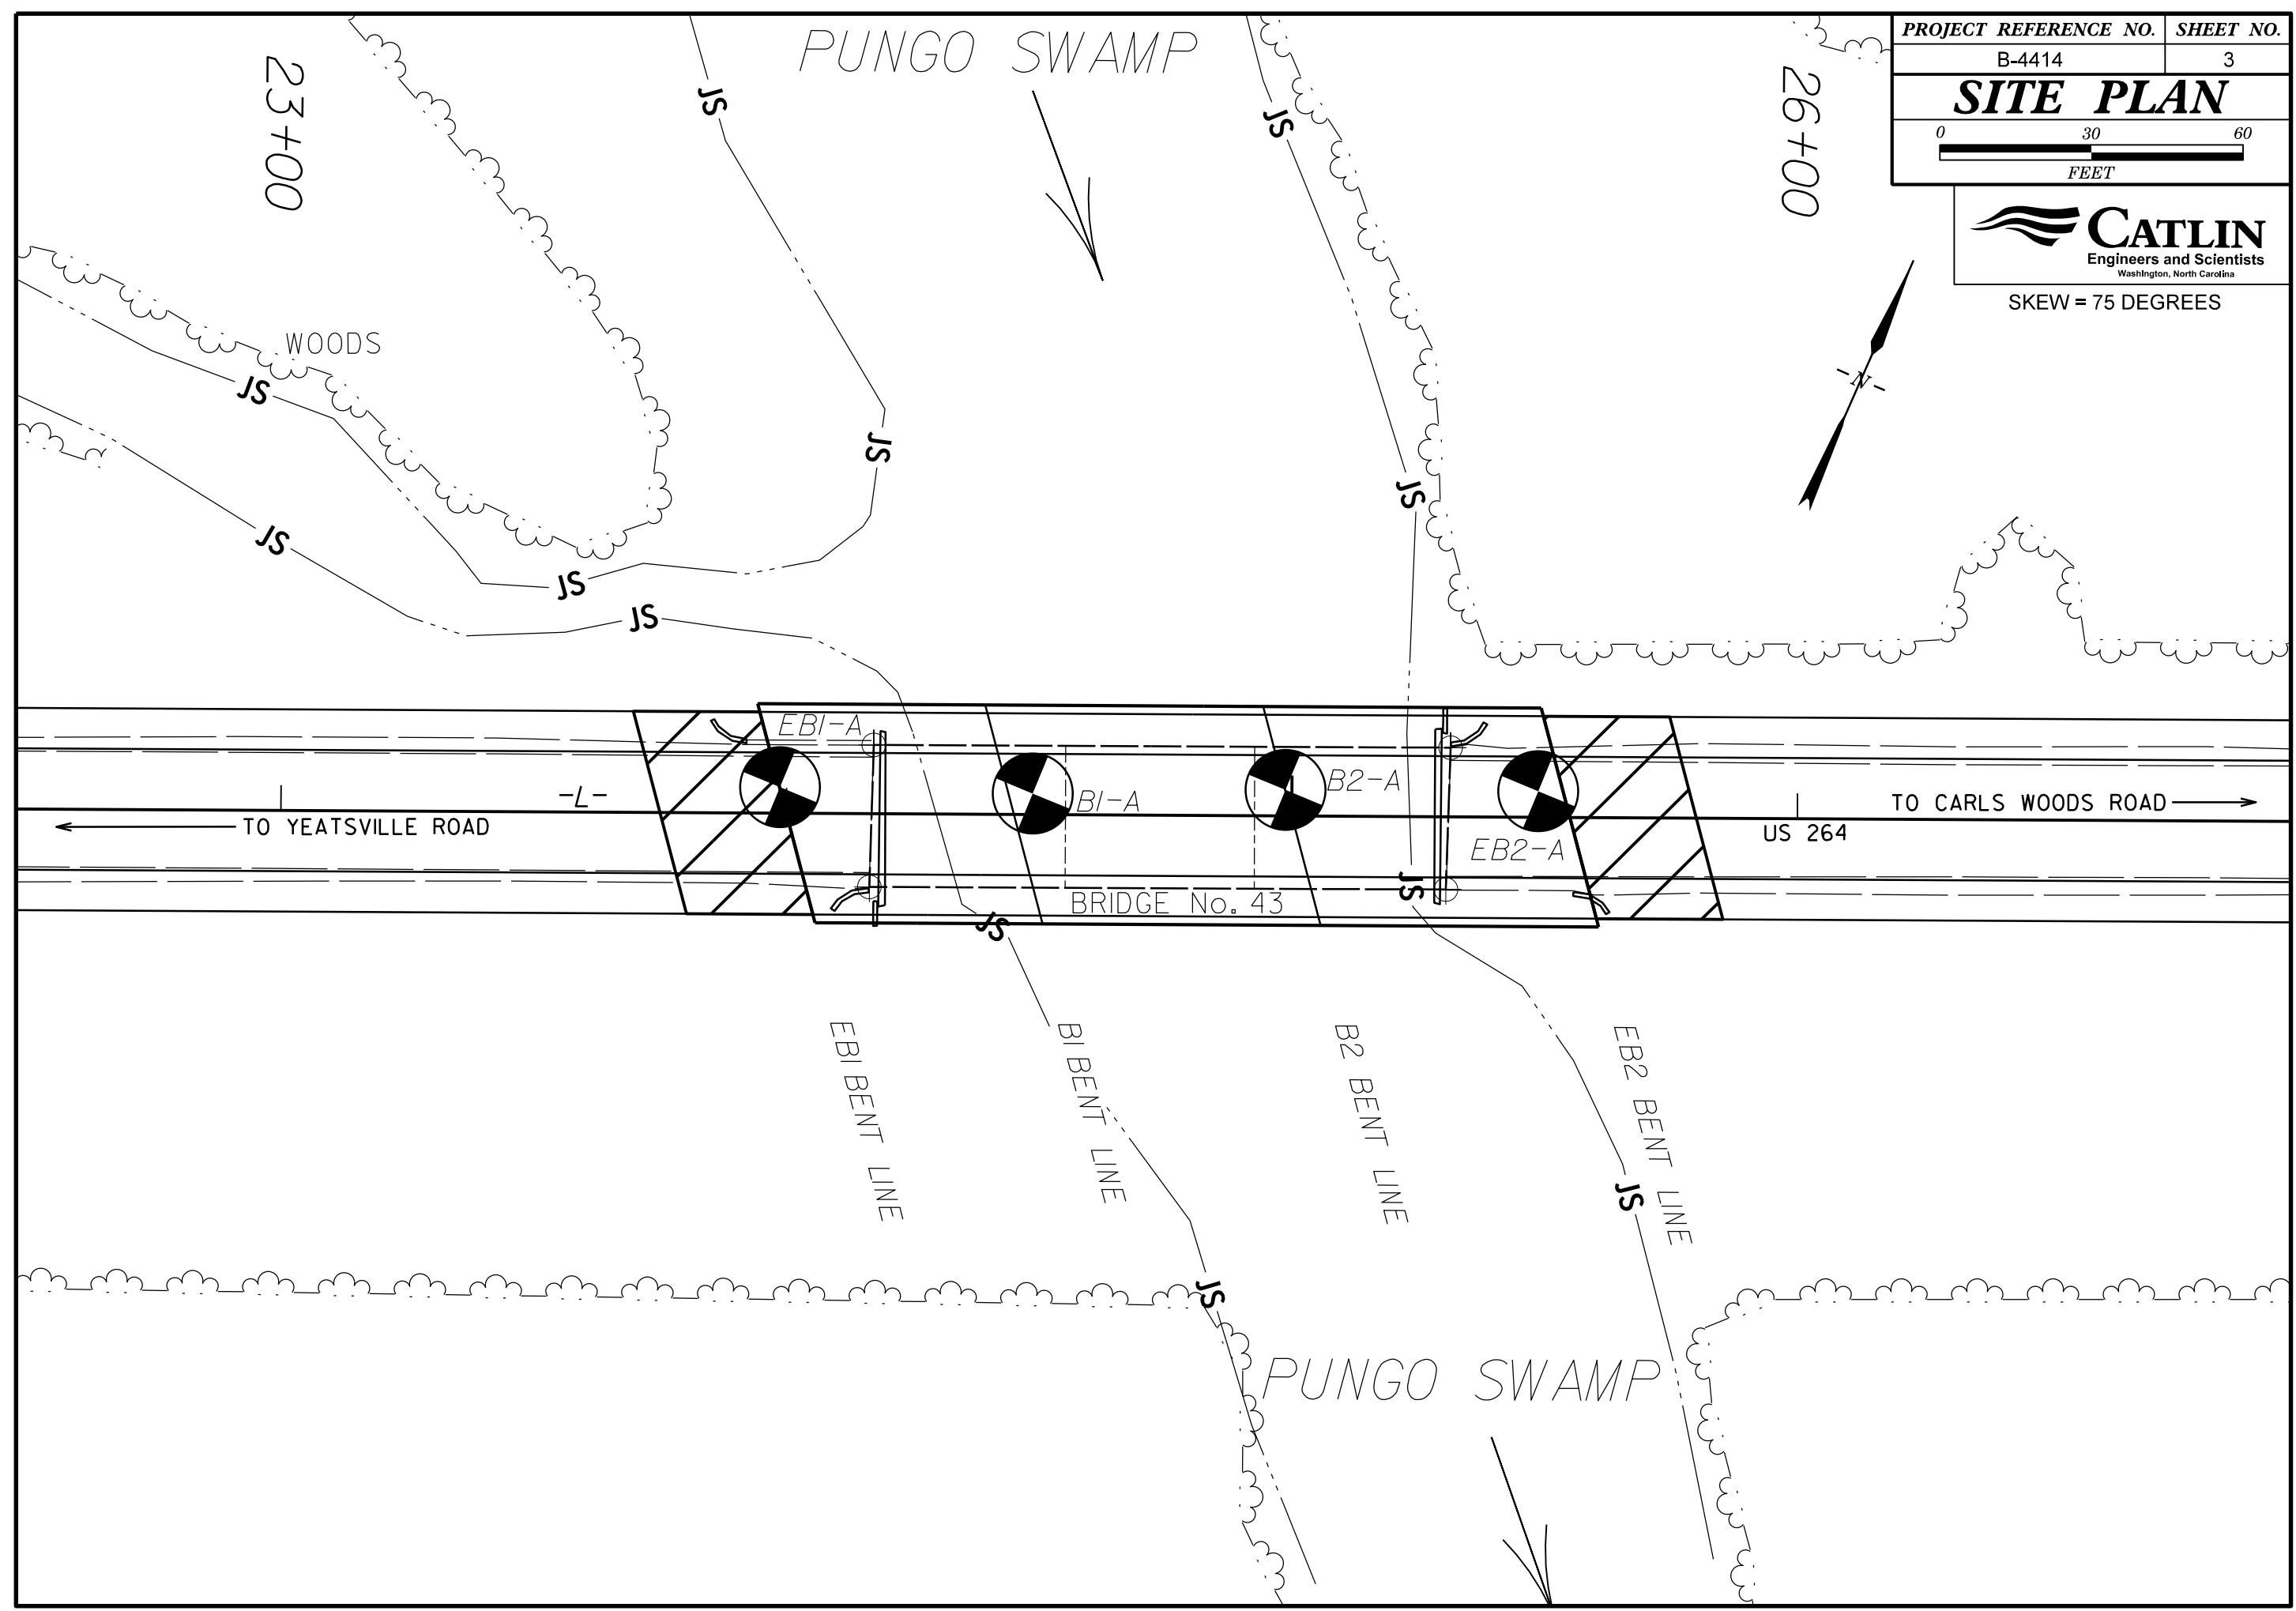 PROJECT REFERENCE NO. SHEET NO.
B-4414 3
SITE PLAN
0 30 60
FEET
CATLIN
Engineers and Scientists
Washington, North Carolina
SKEW = 75 DEGREES
PUNGO SWAMP
23+00
26+00
JS
JS
-N-
WOODS
JS
JS
JS
JS
JS
JS
EB1-A
B1-A
B2-A
EB2-A
-L-
TO YEATSVILLE ROAD
TO CARLS WOODS ROAD
US 264
BRIDGE No. 43
JS
JS
EB1 BENT LINE
B1 BENT LINE
B2 BENT LINE
EB2 BENT LINE
JS
JS
PUNGO SWAMP